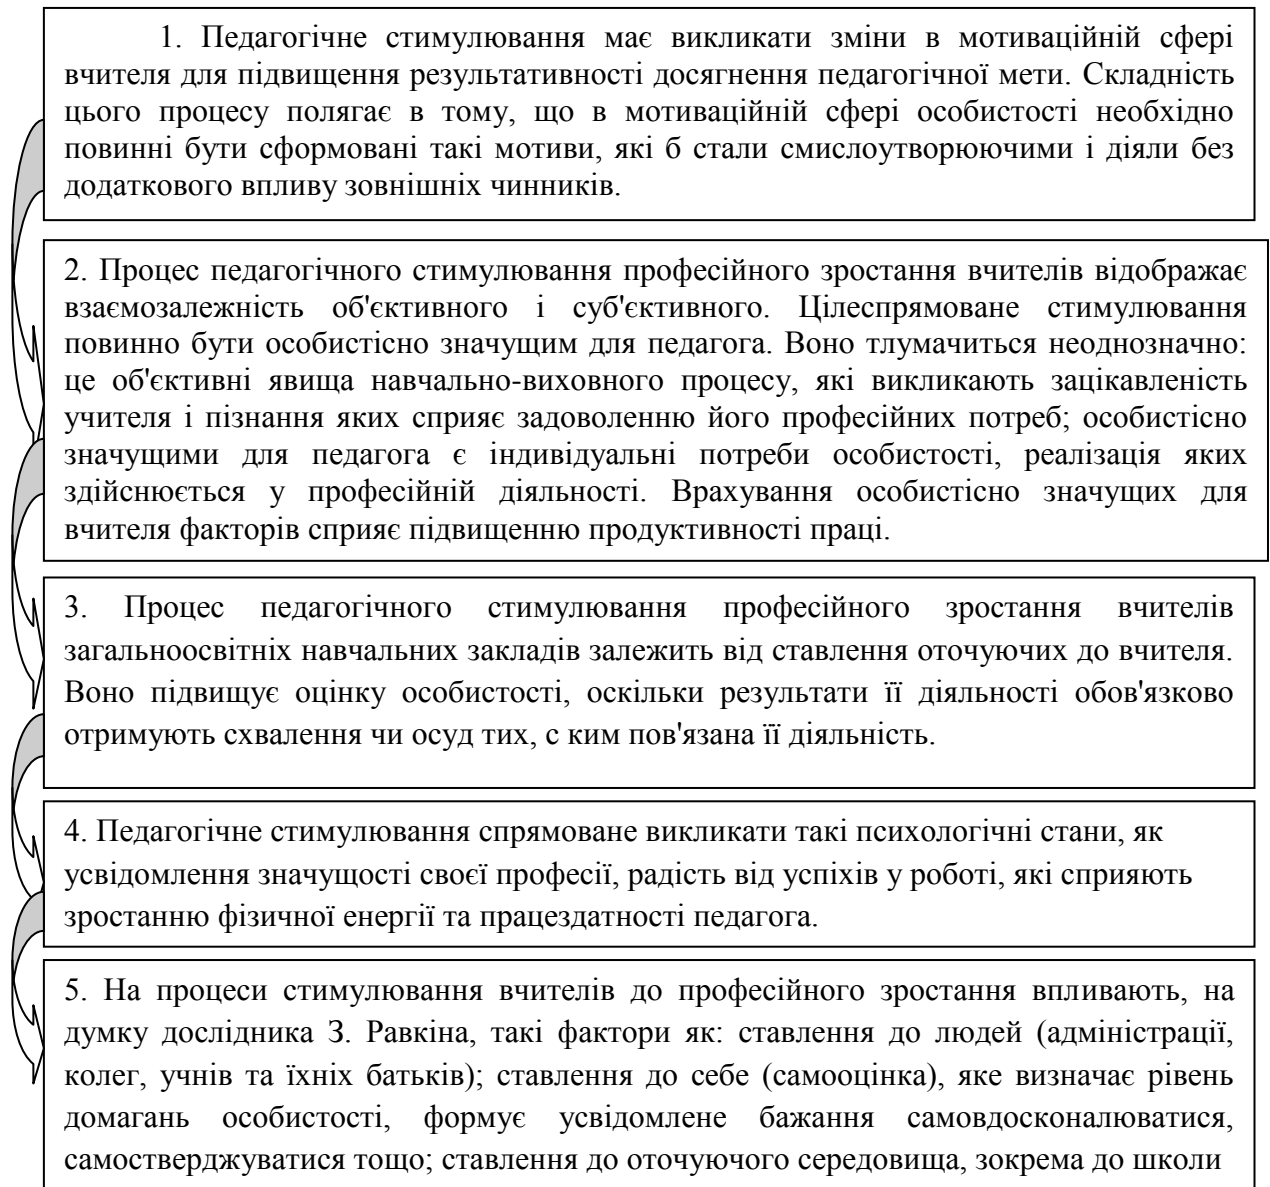 1. Педагогічне стимулювання має викликати зміни в мотиваційній сфері
вчителя для підвищення результативності досягнення педагогічної мети. Складність
цього процесу полягає в тому, що в мотиваційній сфері особистості необхідно
повинні бути сформовані такі мотиви, які б стали смислоутворюючими і діяли без
додаткового впливу зовнішніх чинників.
2. Процес педагогічного стимулювання професійного зростання вчителів відображає
взаємозалежність об'єктивного і суб'єктивного. Цілеспрямоване стимулювання
повинно бути особистісно значущим для педагога. Воно тлумачиться неоднозначно:
це об'єктивні явища навчально-виховного процесу, які викликають зацікавленість
учителя і пізнання яких сприяє задоволенню його професійних потреб; особистісно
значущими для педагога є індивідуальні потреби особистості, реалізація яких
здійснюється у професійній діяльності. Врахування особистісно значущих для
вчителя факторів сприяє підвищенню продуктивності праці.
3. Процес педагогічного стимулювання професійного зростання вчителів
загальноосвітніх навчальних закладів залежить від ставлення оточуючих до вчителя.
Воно підвищує оцінку особистості, оскільки результати її діяльності обов'язково
отримують схвалення чи осуд тих, с ким пов'язана її діяльність.
4. Педагогічне стимулювання спрямоване викликати такі психологічні стани, як
усвідомлення значущості своєї професії, радість від успіхів у роботі, які сприяють
зростанню фізичної енергії та працездатності педагога.
5. На процеси стимулювання вчителів до професійного зростання впливають, на
думку дослідника З. Равкіна, такі фактори як: ставлення до людей (адміністрації,
колег, учнів та їхніх батьків); ставлення до себе (самооцінка), яке визначає рівень
домагань особистості, формує усвідомлене бажання самовдосконалюватися,
самостверджуватися тощо; ставлення до оточуючого середовища, зокрема до школи